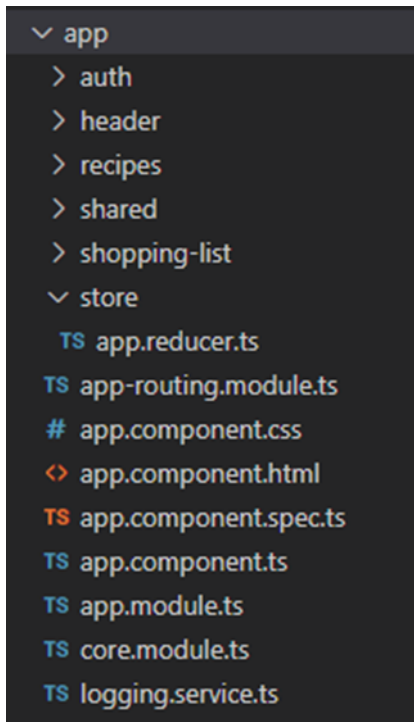 app
auth
header
recipes
shared
shopping-list
store
TS app.reducer.ts
TS app-routing.module.ts
# app.component.css
<> app.component.html
TS app.component.spec.ts
TS app.component.ts
TS app.module.ts
TS core.module.ts
TS logging.service.ts